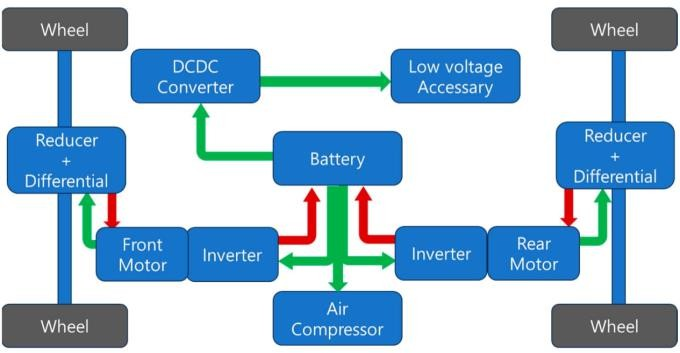 Wheel
Wheel
DCDC
Converter
Low voltage
Accessary
Reducer
+
Differential
Battery
Reducer
+
Differential
Front
Motor
Inverter
Inverter
Rear
Motor
Wheel
Air
Compressor
Wheel